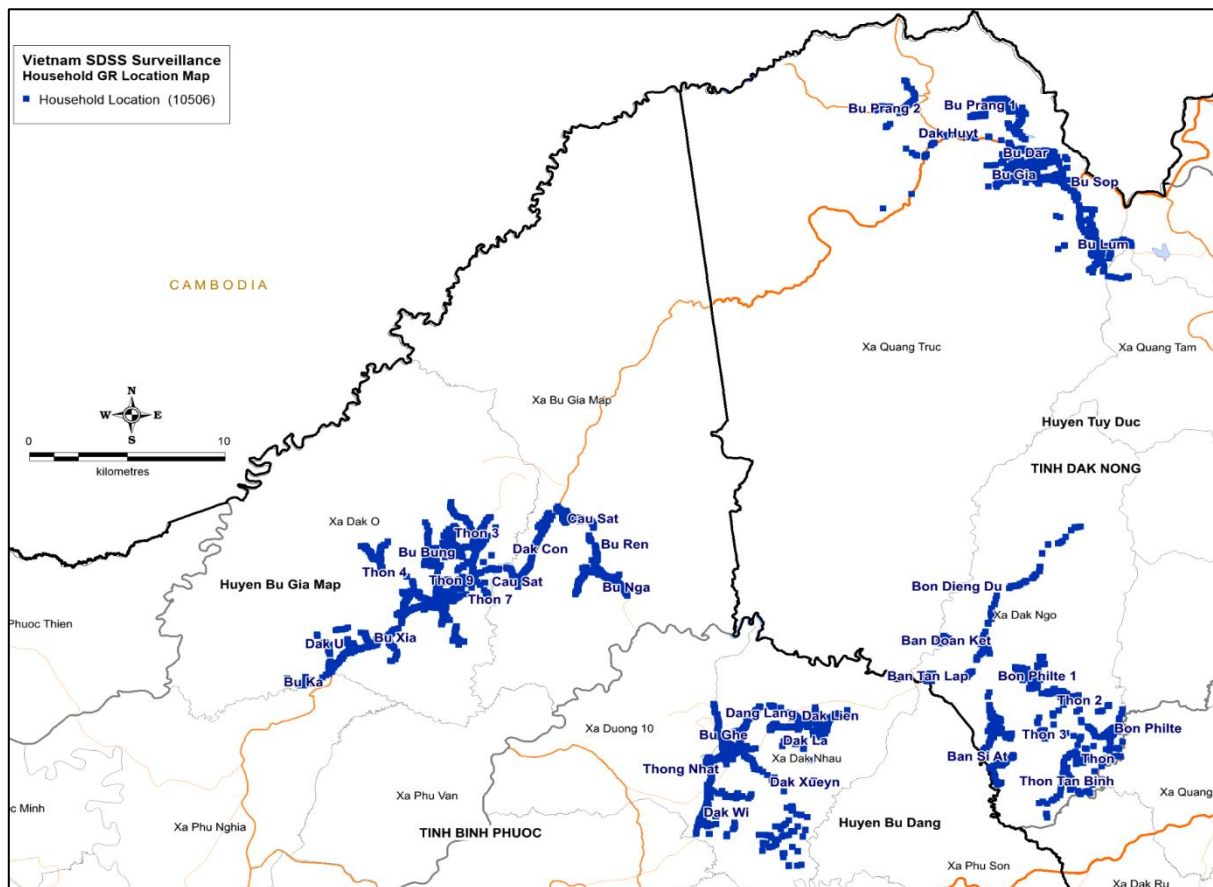 Vietnam SDSS Surveillance
Household GR Location Map
Household Location (10506)
Bu Prang 2
Bu Prang 1
Dak Huyt
Bu Dar
Bu Gia
Bu Sop
Bu Lum
CAMBODIA
Xa Quang Truc
Xa Quang Tam
N
W
E
S
0
10
kilometres
Xa Bu Gia Map
Huyen Tuy Duc
TINH DAK NONG
Xa Dak O
Thon 3
Cau Sat
Bu Bung
Dak Con
Bu Ren
Thon 4
Thon 9
Cau Sat
Huyen Bu Gia Map
Bu Nga
Bon Dieng Du
Thon 7
Xa Dak Ngo
Phuoc Thien
Bu Xia
Dak U
Ban Doan Ket
Bu Ka
Ban Tan Lap
Bon Philte 1
Thon 2
Dang Lang
Dak Lien
Xa Duong 10
Bu Ghe
Dak La
Thon 3
Bon Philte
Xa Dak Nhau
Ban Si At
Thon
Thong Nhat
Dak Xueyn
Thon Tan Binh
Xa Phu Van
Xa Quang
c Minh
Dak Wi
Xa Phu Nghia
TINH BINH PHUOC
Huyen Bu Dang
Xa Phu Son
Xa Dak Ru